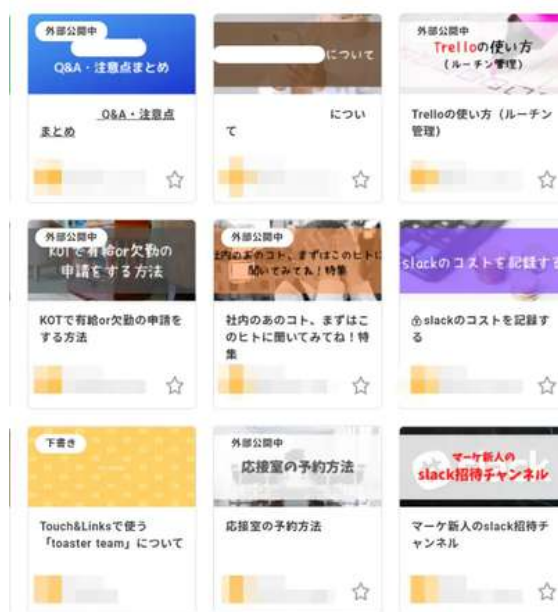 外部公開中
Q&A・注意点まとめ
Q&A・注意点
まとめ
について
につい
て
外部公開中
Trelloの使い方
(ルーチン管理)
Trelloの使い方（ルーチン
管理）
外部公開中
KOTで有給or欠勤の
申請をする方法
KOTで有給or欠勤の申請を
する方法
外部公開中
社内のあのコト、まずはこのヒトに
聞いてみてね！特集
社内のあのコト、まずはこ
のヒトに聞いてみてね！特
集
slackのコストを記録する
slackのコストを記録す
る
下書き
Touch&Linksで使う
「toaster team」について
外部公開中
応接室の予約方法
応接室の予約方法
マーケ新人の
slack招待チャンネル
マーケ新人のslack招待チ
ャンネル